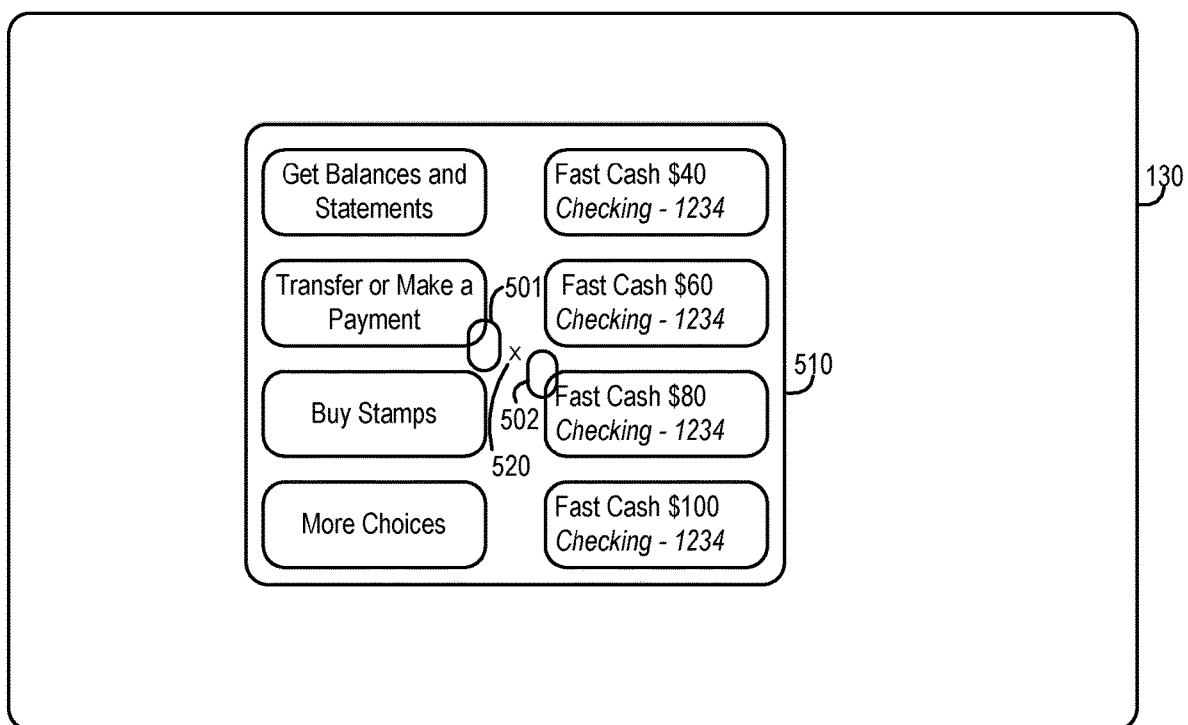 Get Balances and
Statements
Fast Cash $40
Checking - 1234
130
Transfer or Make a
Payment
501
Fast Cash $60
Checking - 1234
x
510
Buy Stamps
502
520
Fast Cash $80
Checking - 1234
More Choices
Fast Cash $100
Checking - 1234